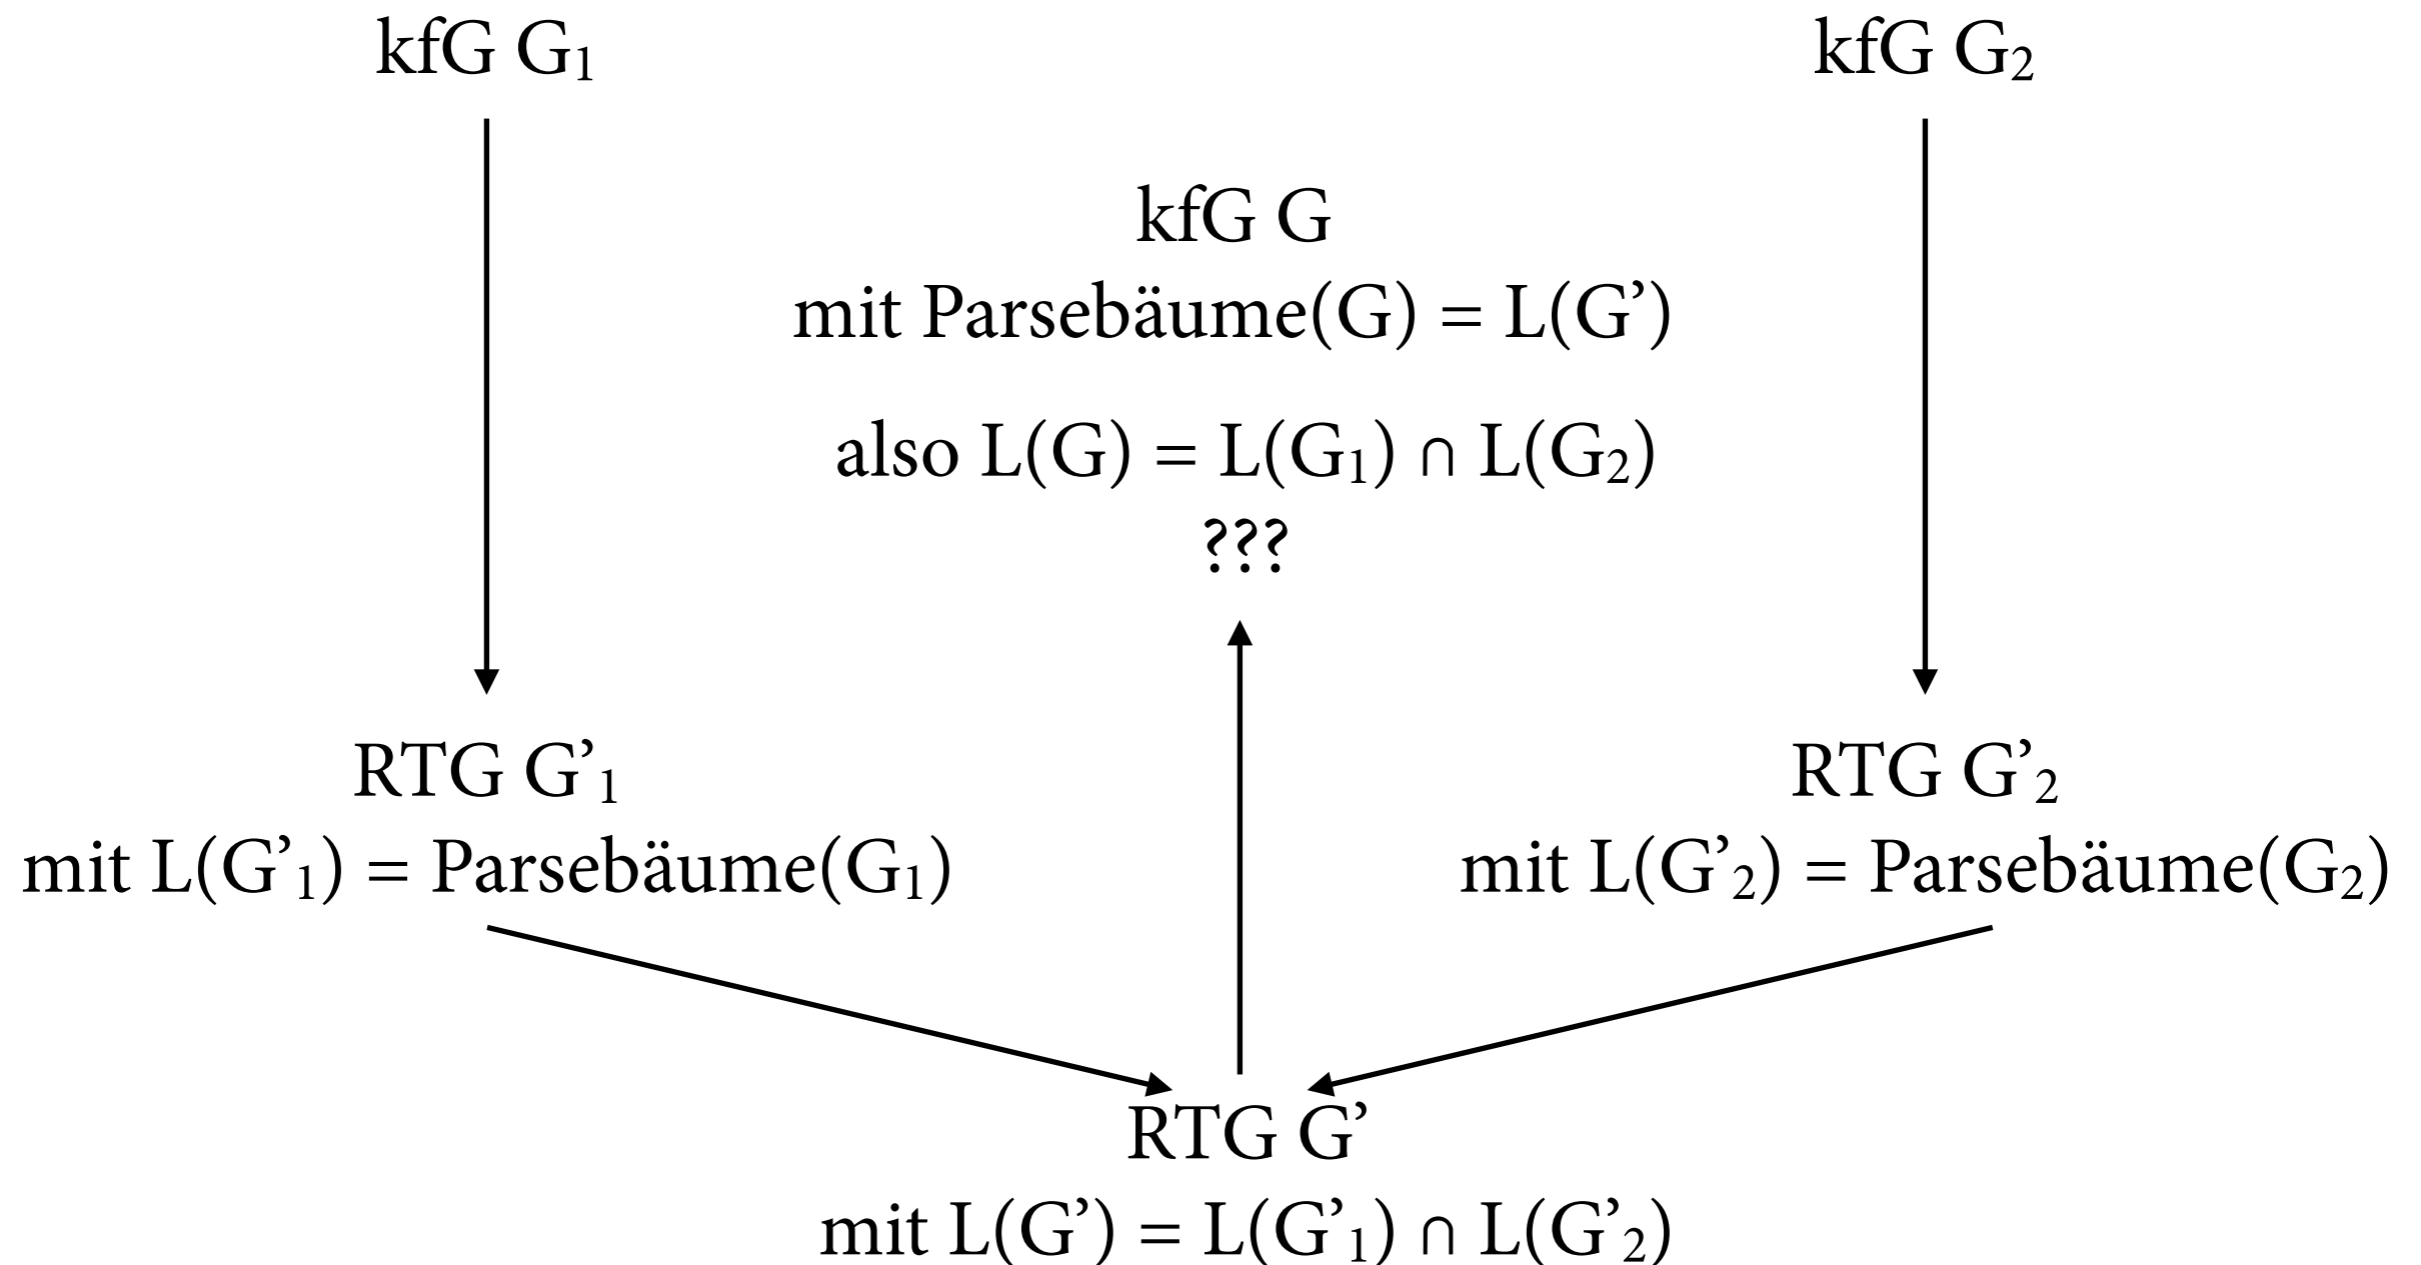 kfG G₁
kfG G₂
kfG G
mit Parsebäume(G) = L(G’)
also L(G) = L(G₁) ∩ L(G₂)
???
RTG G’₁
mit L(G’₁) = Parsebäume(G₁)
RTG G’₂
mit L(G’₂) = Parsebäume(G₂)
RTG G’
mit L(G’) = L(G’₁) ∩ L(G’₂)